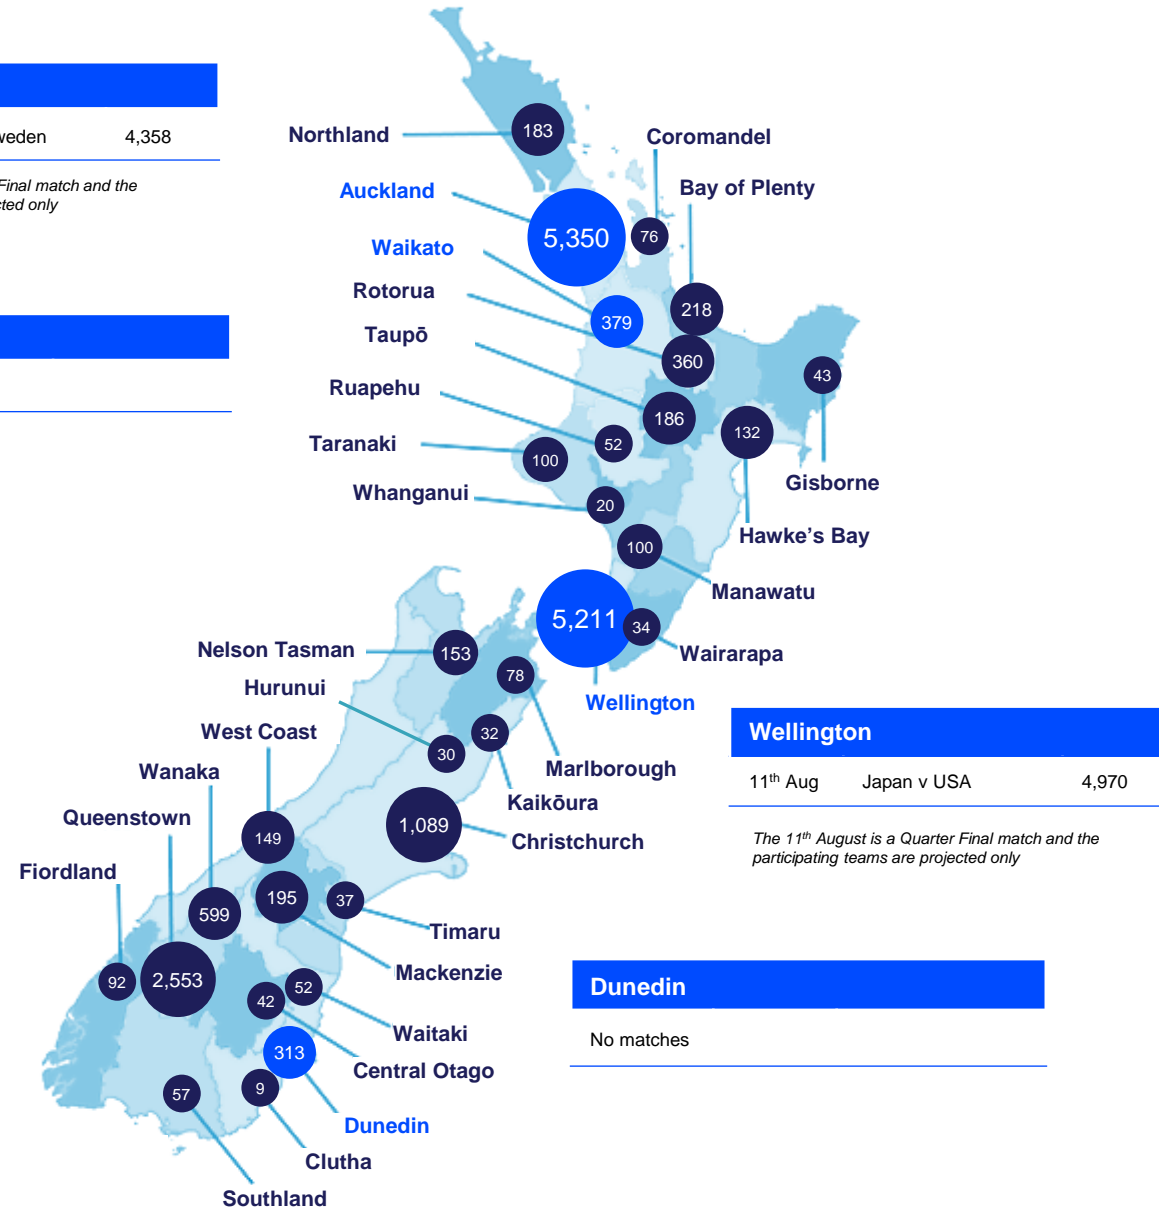 4,358
Final match and the
only
Northland
183
Coromandel
Auckland
Bay of Plenty
5,350
76
Waikato
Rotorua
218
379
Taupō
360
43
Ruapehu
186
132
Taranaki
52
100
Gisborne
Whanganui
20
Hawke's Bay
100
Manawatu
5,211
34
Nelson Tasman
153
Wairarapa
78
Hurunui
Wellington
West Coast
32
30
Wanaka
Marlborough
Kaikōura
Queenstown
1,089
149
Christchurch
Fiordland
195
37
599
Timaru
Mackenzie
92
2,553
52
42
Waitaki
313
Central Otago
57
9
Dunedin
Clutha
Southland
Wellington
11th Aug Japan v USA 4,970
The 11th August is a Quarter Final match and the
participating teams are projected only
Dunedin
No matches